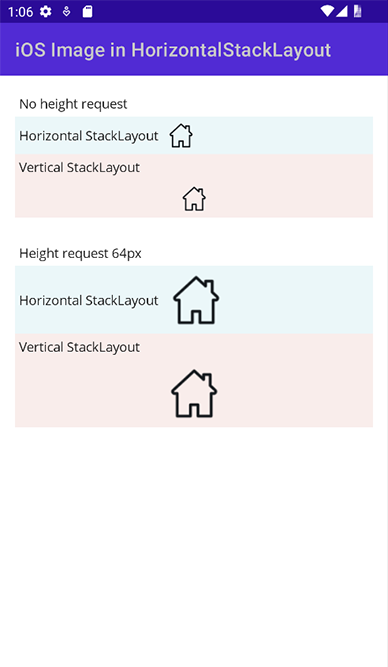 1:06
iOS Image in HorizontalStackLayout
No height request
Horizontal StackLayout
Vertical StackLayout
Height request 64px
Horizontal StackLayout
Vertical StackLayout